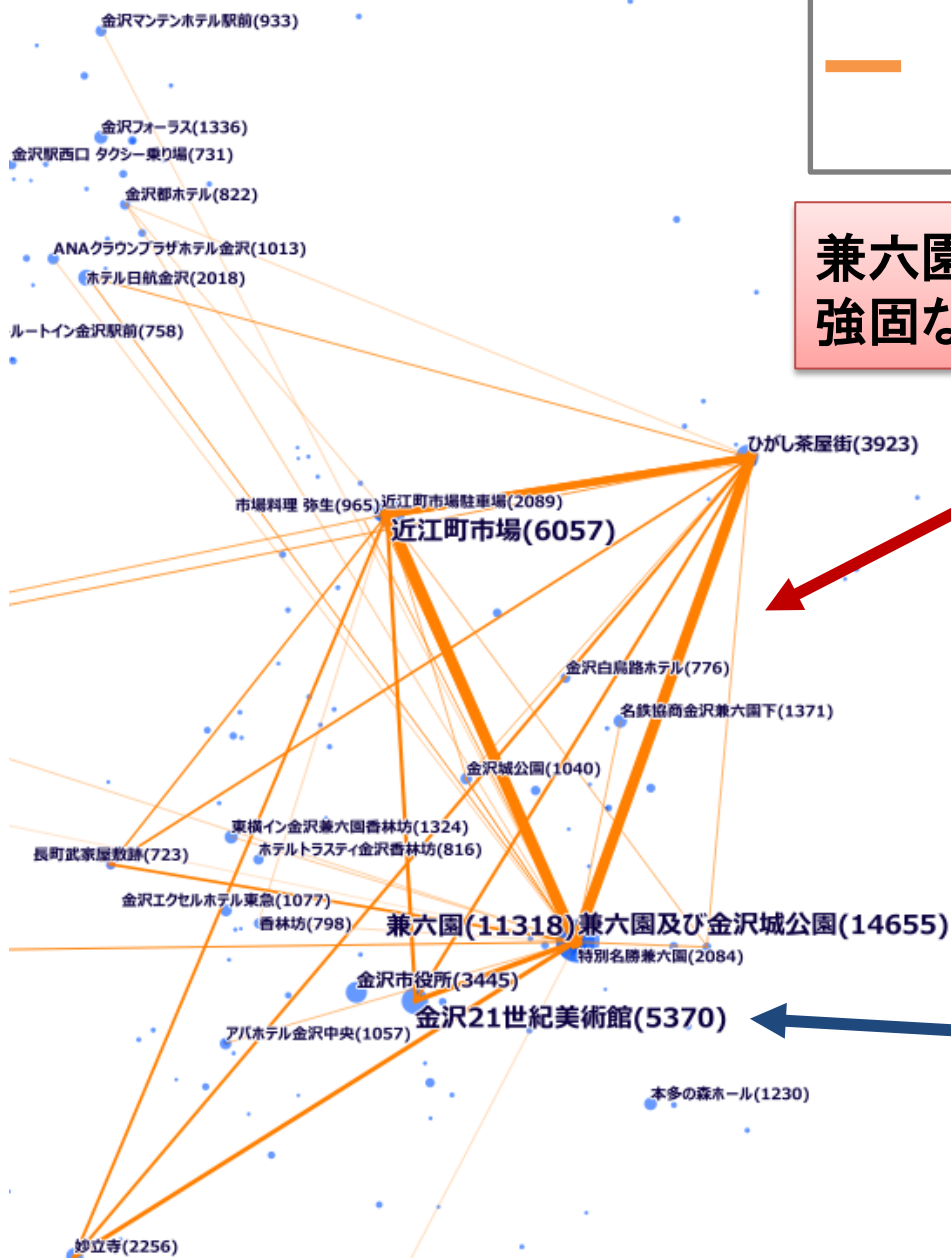 金沢マンテンホテル駅前(933)
金沢フォーラス(1336)
金沢駅西口 タクシー乗り場(731)
金沢都ホテル(822)
ANAクラウンプラザホテル金沢(1013)
ホテル日航金沢(2018)
ルートイン金沢駅前(758)
兼六園
強固な
ひがし茶屋街(3923)
市場料理 弥生(965)
近江町市場駐車場(2089)
近江町市場(6057)
金沢白鳥路ホテル(776)
名鉄協商金沢兼六園下(1371)
金沢城公園(1040)
東横イン金沢兼六園香林坊(1324)
ホテルトラスティ金沢香林坊(816)
長町武家屋敷跡(723)
金沢エクセルホテル東急(1077)
香林坊(798)
兼六園(11318)
兼六園及び金沢城公園(14655)
特別名勝兼六園(2084)
金沢市役所(3445)
金沢21世紀美術館(5370)
アパホテル金沢中央(1057)
本多の森ホール(1230)
妙立寺(2256)